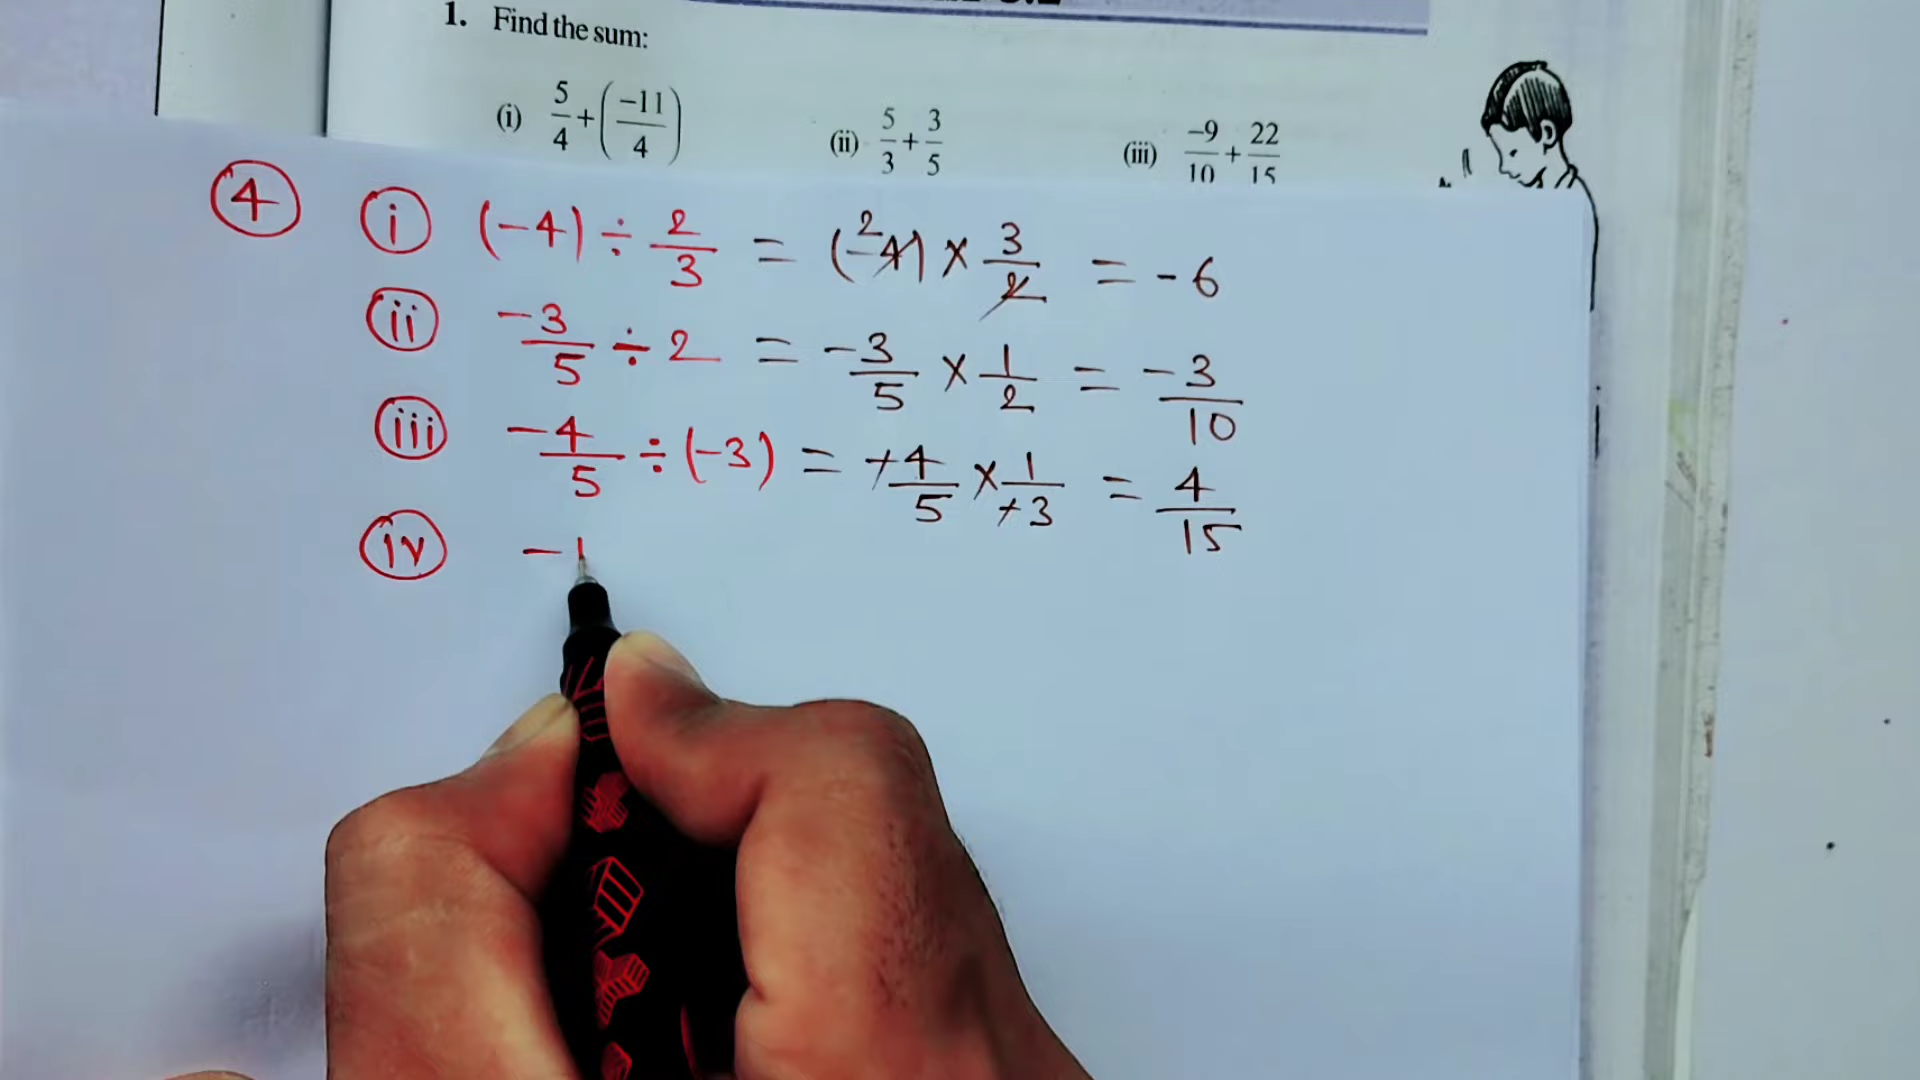 1. Find the sum:
(i) 5/4 + (-11/4) (ii) 5/3 + 3/5 (iii) -9/10 + 22/15
4 i (-4) ÷ 2/3 = (-4) 2 × 3/2 = -6
ii -3/5 ÷ 2 = -3/5 × 1/2 = -3/10
iii -4/5 ÷ (-3) = +4/5 × 1/+3 = 4/15
iv -1